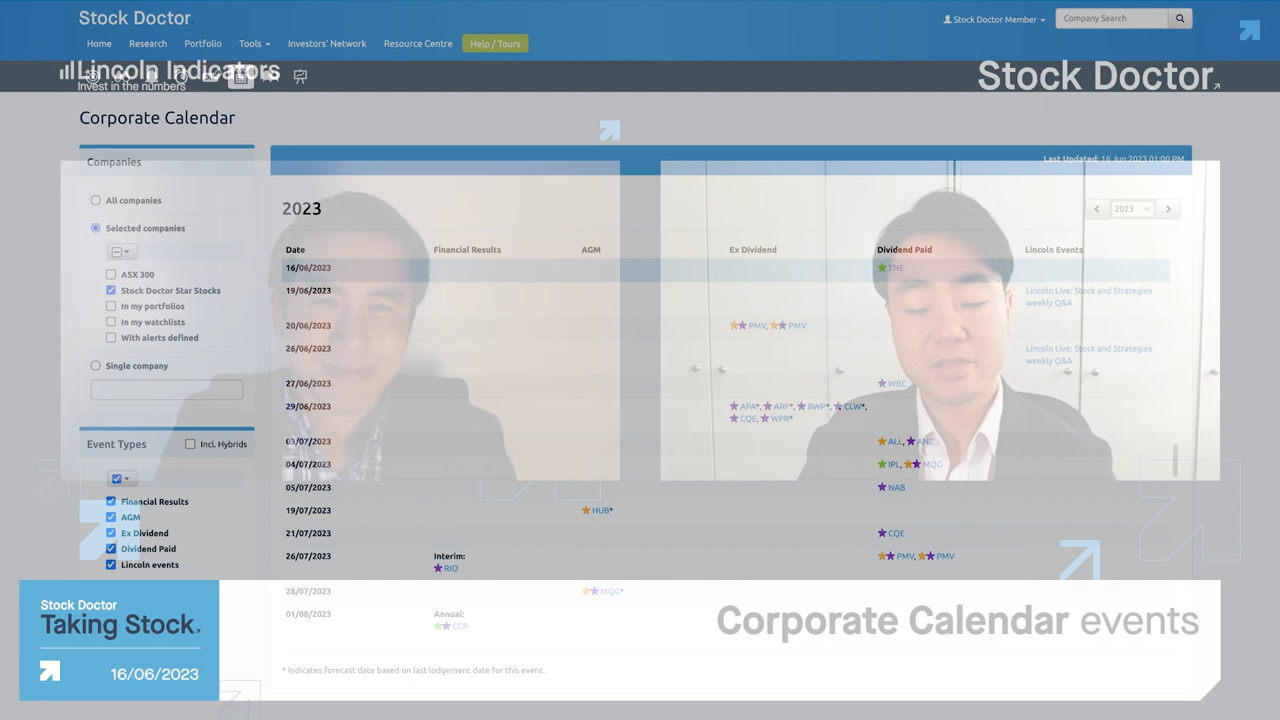 Stock Doctor
Stock Doctor Member
Company Search
Home Research Portfolio Tools Investors' Network Resource Centre Help / Tours
Lincoln Indicators
Invest in the numbers
Stock Doctor
Corporate Calendar
Companies
All companies
Selected companies
ASX 300
Stock Doctor Star Stocks
In my portfolios
In my watchlists
With alerts defined
Single company
Event Types
Incl. Hybrids
Financial Results
AGM
Ex Dividend
Dividend Paid
Lincoln events
Last Updated: 16 Jun 2023 01:00 PM
2023
2023
Date Financial Results AGM Ex Dividend Dividend Paid Lincoln Events
16/06/2023 TNE
19/06/2023 Lincoln Live: Stock and Strategies
weekly Q&A
20/06/2023 PMV, PMV
26/06/2023 Lincoln Live: Stock and Strategies
weekly Q&A
27/06/2023 WBC
29/06/2023 APA*, ARF*, BWP*, CLW*,
CQE, WPR*
03/07/2023 ALL, ANZ
04/07/2023 IPL, MQG
05/07/2023 NAB
19/07/2023 HUB*
21/07/2023 CQE
26/07/2023 Interim: PMV, PMV
RIO
28/07/2023 MQG*
01/08/2023 Annual:
CCP
* Indicates forecast date based on last lodgement date for this event.
Stock Doctor
Taking Stock.
16/06/2023
Corporate Calendar events